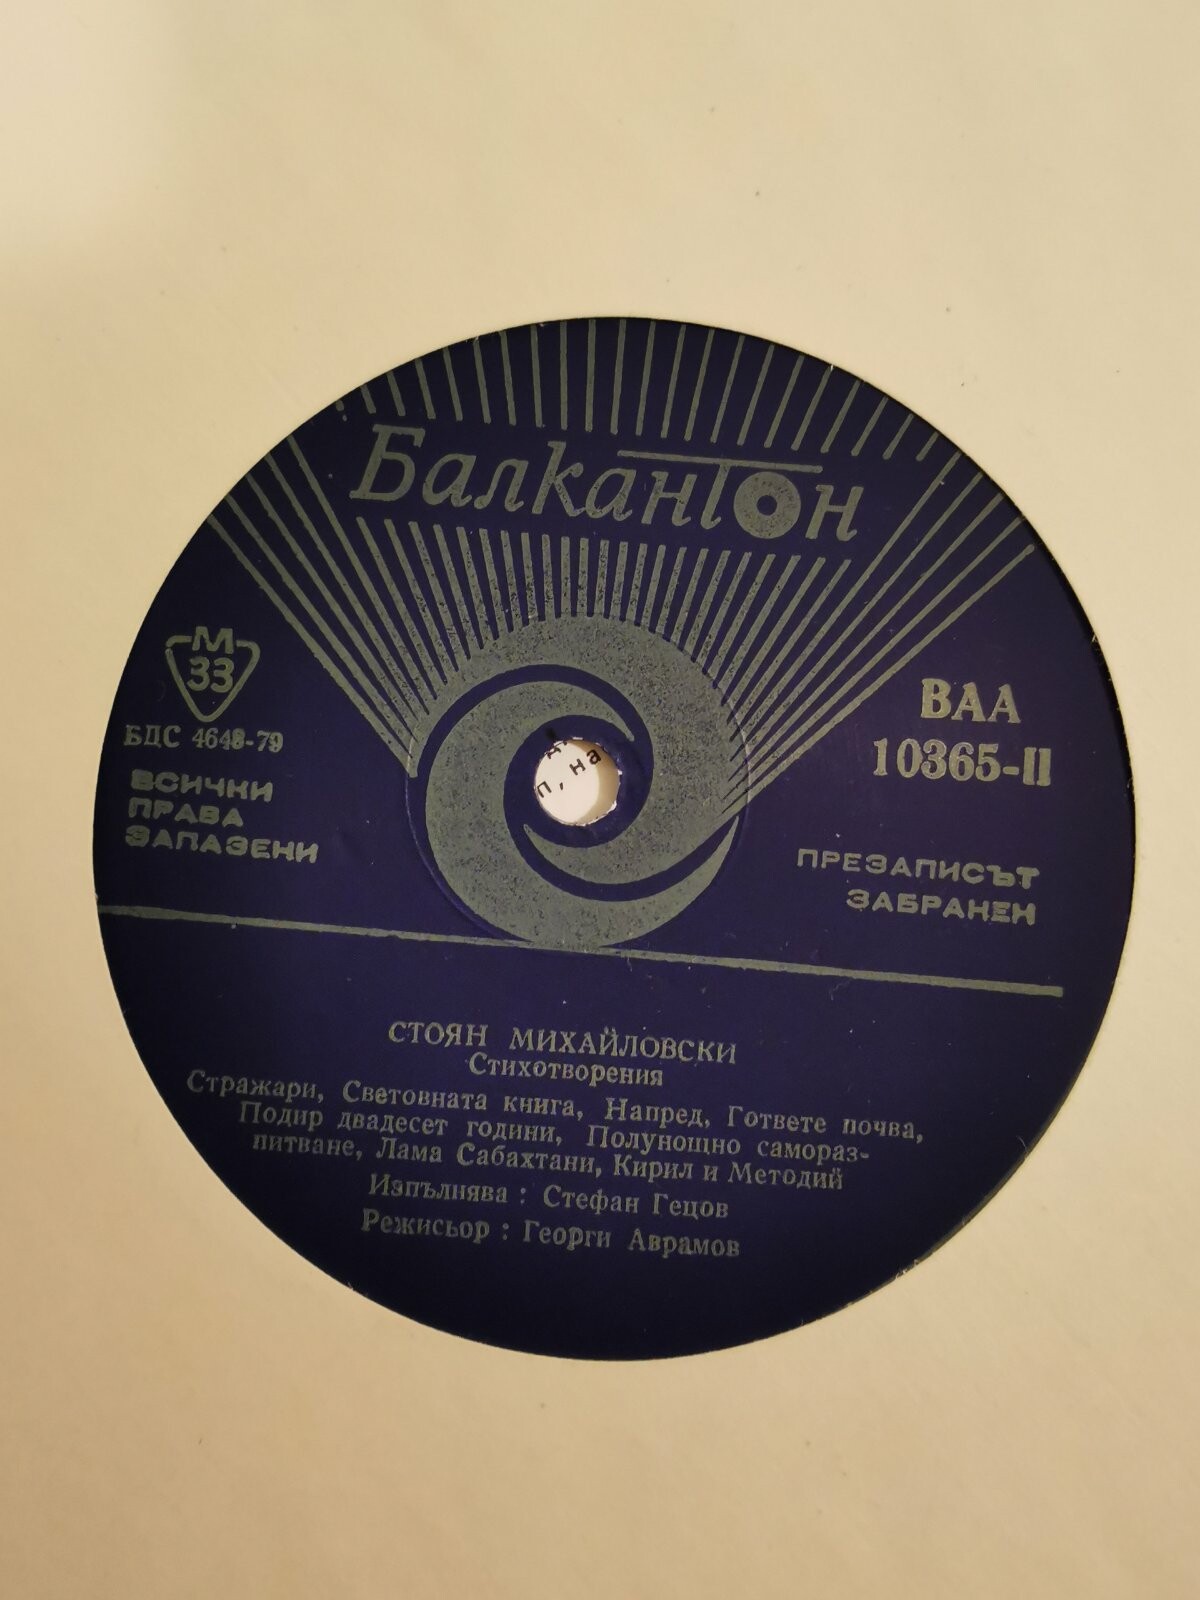 Балкантон
М
33
БДС 4648-79
ВСИЧКИ
ПРАВА
ЗАПАЗЕНИ
ВАА
10365-II
ПРЕЗАПИСЪТ
ЗАБРАНЕН
п, на
СТОЯН МИХАЙЛОВСКИ
Стихотворения
Стражари, Световната книга, Напред, Гответе почва,
Подир двадесет години, Полунощно самораз-
питване, Лама Сабахтани, Кирил и Методий
Изпълнява : Стефан Гецов
Режисьор : Георги Аврамов